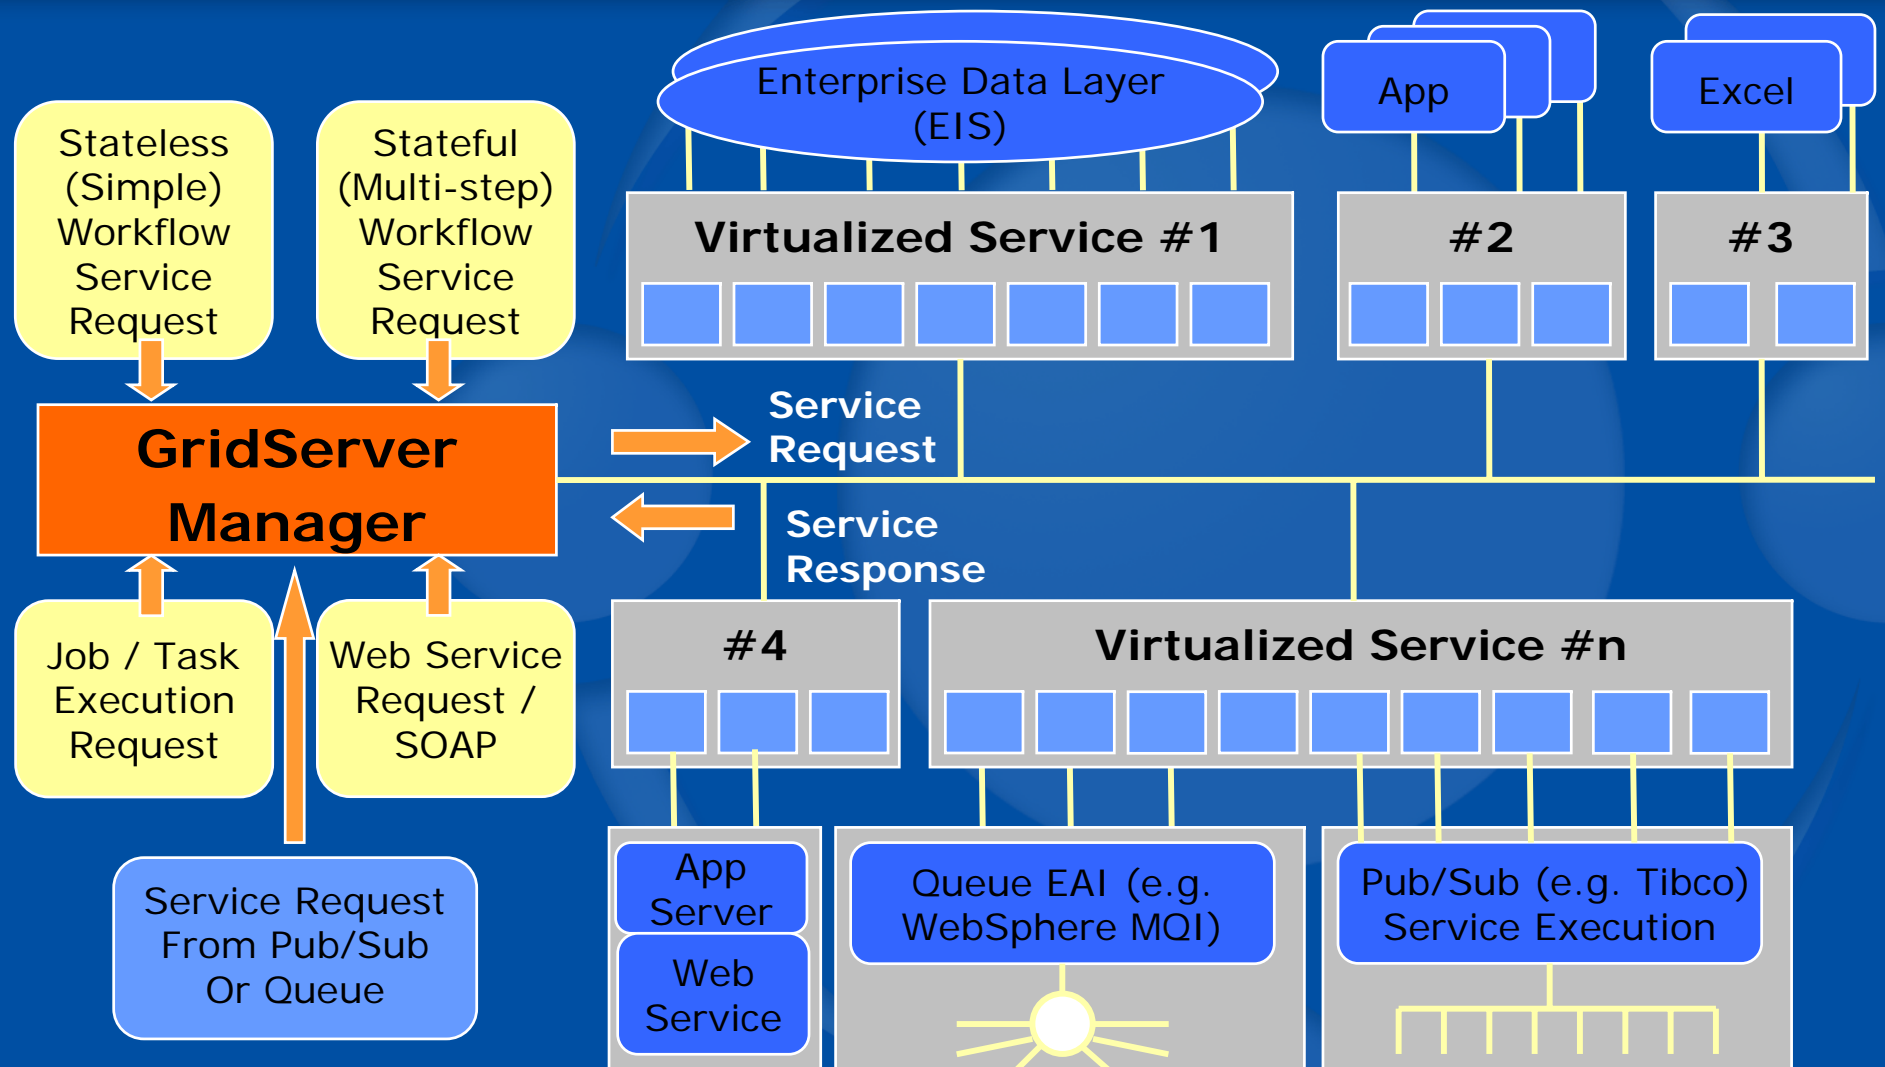 Stateless
(Simple)
Workflow
Service
Request
Stateful
(Multi-step)
Workflow
Service
Request
Enterprise Data Layer
(EIS)
App
Excel
Virtualized Service #1
#2
#3
GridServer
Manager
Service
Request
Service
Response
Job / Task
Execution
Request
Web Service
Request /
SOAP
#4
Virtualized Service #n
Service Request
From Pub/Sub
Or Queue
App
Server
Web
Service
Queue EAI (e.g.
WebSphere MQI)
Pub/Sub (e.g. Tibco)
Service Execution